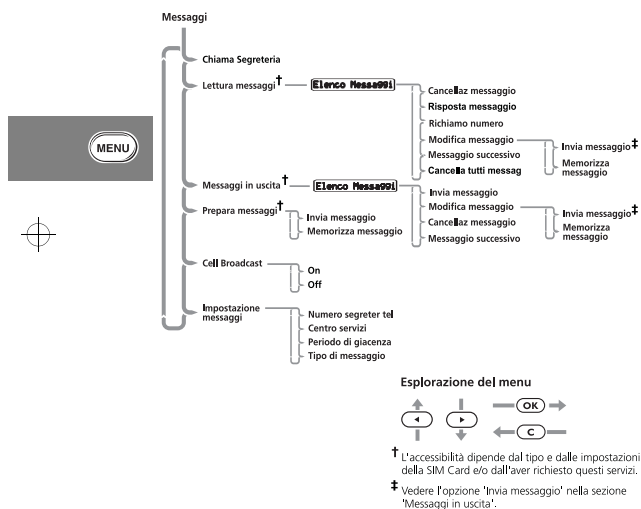 Messaggi
Chiama Segreteria
Lettura messaggi†
Elenco Messaggi
Cancellaz messaggio
Risposta messaggio
Richiamo numero
Modifica messaggio
Invia messaggio‡
Memorizza
messaggio
Messaggio successivo
Cancella tutti messag
MENU
Messaggi in uscita†
Elenco Messaggi
Invia messaggio
Modifica messaggio
Invia messaggio‡
Memorizza
messaggio
Cancellaz messaggio
Messaggio successivo
Prepara messaggi†
Invia messaggio
Memorizza messaggio
Cell Broadcast
On
Off
Impostazione
messaggi
Numero segreter tel
Centro servizi
Periodo di giacenza
Tipo di messaggio
Esplorazione del menu
OK
C
† L'accessibilità dipende dal tipo e dalle impostazioni
della SIM Card e/o dall'aver richiesto questi servizi.
‡ Vedere l'opzione 'Invia messaggio' nella sezione
'Messaggi in uscita'.